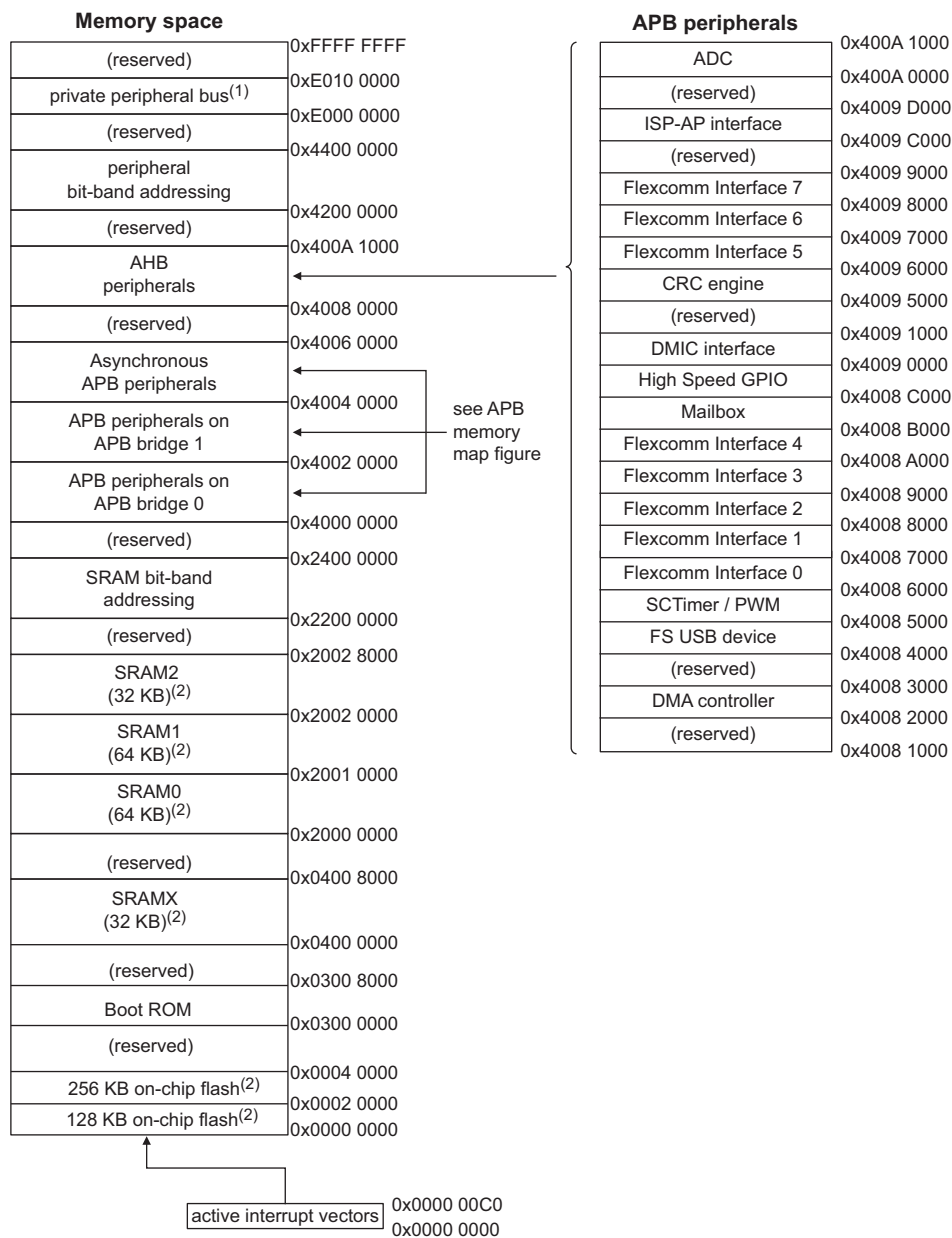 Memory space
(reserved)
0xFFFF FFFF
private peripheral bus(1)
0xE010 0000
(reserved)
0xE000 0000
peripheral
bit-band addressing
0x4400 0000
(reserved)
0x4200 0000
AHB
peripherals
0x400A 1000
(reserved)
0x4008 0000
Asynchronous
APB peripherals
0x4006 0000
APB peripherals on
APB bridge 1
0x4004 0000
APB peripherals on
APB bridge 0
0x4002 0000
(reserved)
0x4000 0000
SRAM bit-band
addressing
0x2400 0000
(reserved)
0x2200 0000
SRAM2
(32 KB)(2)
0x2002 8000
SRAM1
(64 KB)(2)
0x2002 0000
SRAM0
(64 KB)(2)
0x2001 0000
(reserved)
0x2000 0000
SRAMX
(32 KB)(2)
0x0400 8000
(reserved)
0x0400 0000
Boot ROM
0x0300 8000
(reserved)
0x0300 0000
256 KB on-chip flash(2)
0x0004 0000
128 KB on-chip flash(2)
0x0002 0000
0x0000 0000
active interrupt vectors
0x0000 00C0
0x0000 0000
see APB
memory
map figure
APB peripherals
ADC
0x400A 1000
(reserved)
0x400A 0000
ISP-AP interface
0x4009 D000
(reserved)
0x4009 C000
Flexcomm Interface 7
0x4009 9000
Flexcomm Interface 6
0x4009 8000
Flexcomm Interface 5
0x4009 7000
CRC engine
0x4009 6000
(reserved)
0x4009 5000
DMIC interface
0x4009 1000
High Speed GPIO
0x4009 0000
Mailbox
0x4008 C000
Flexcomm Interface 4
0x4008 B000
Flexcomm Interface 3
0x4008 A000
Flexcomm Interface 2
0x4008 9000
Flexcomm Interface 1
0x4008 8000
Flexcomm Interface 0
0x4008 7000
SCTimer / PWM
0x4008 6000
FS USB device
0x4008 5000
(reserved)
0x4008 4000
DMA controller
0x4008 3000
(reserved)
0x4008 2000
0x4008 1000